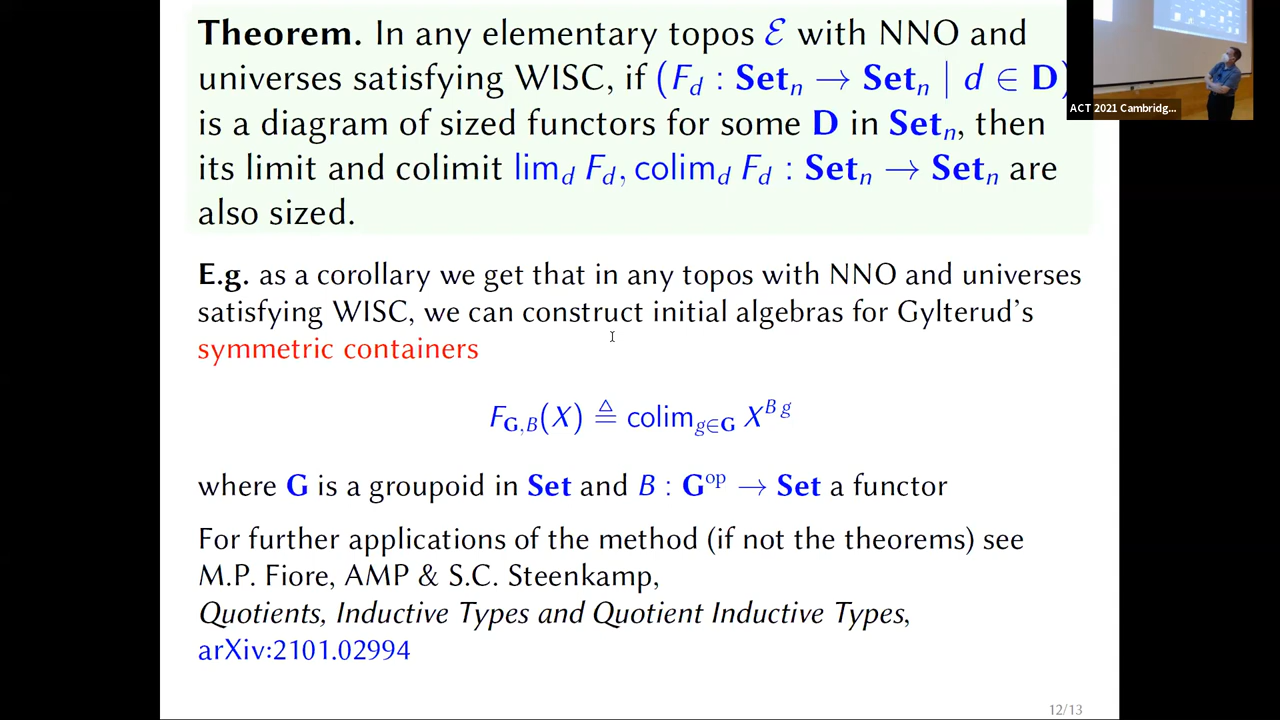 Theorem. In any elementary topos ℰ with NNO and
universes satisfying WISC, if (F_d : Set_n → Set_n | d ∈ D)
is a diagram of sized functors for some D in Set_n, then
its limit and colimit lim_d F_d, colim_d F_d : Set_n → Set_n are
also sized.
ACT 2021 Cambridg...
E.g. as a corollary we get that in any topos with NNO and universes
satisfying WISC, we can construct initial algebras for Gylterud's
symmetric containers
F_{G,B}(X) ≜ colim_{g∈G} X^{B g}
where G is a groupoid in Set and B : G^op → Set a functor
For further applications of the method (if not the theorems) see
M.P. Fiore, AMP & S.C. Steenkamp,
Quotients, Inductive Types and Quotient Inductive Types,
arXiv:2101.02994
12/13